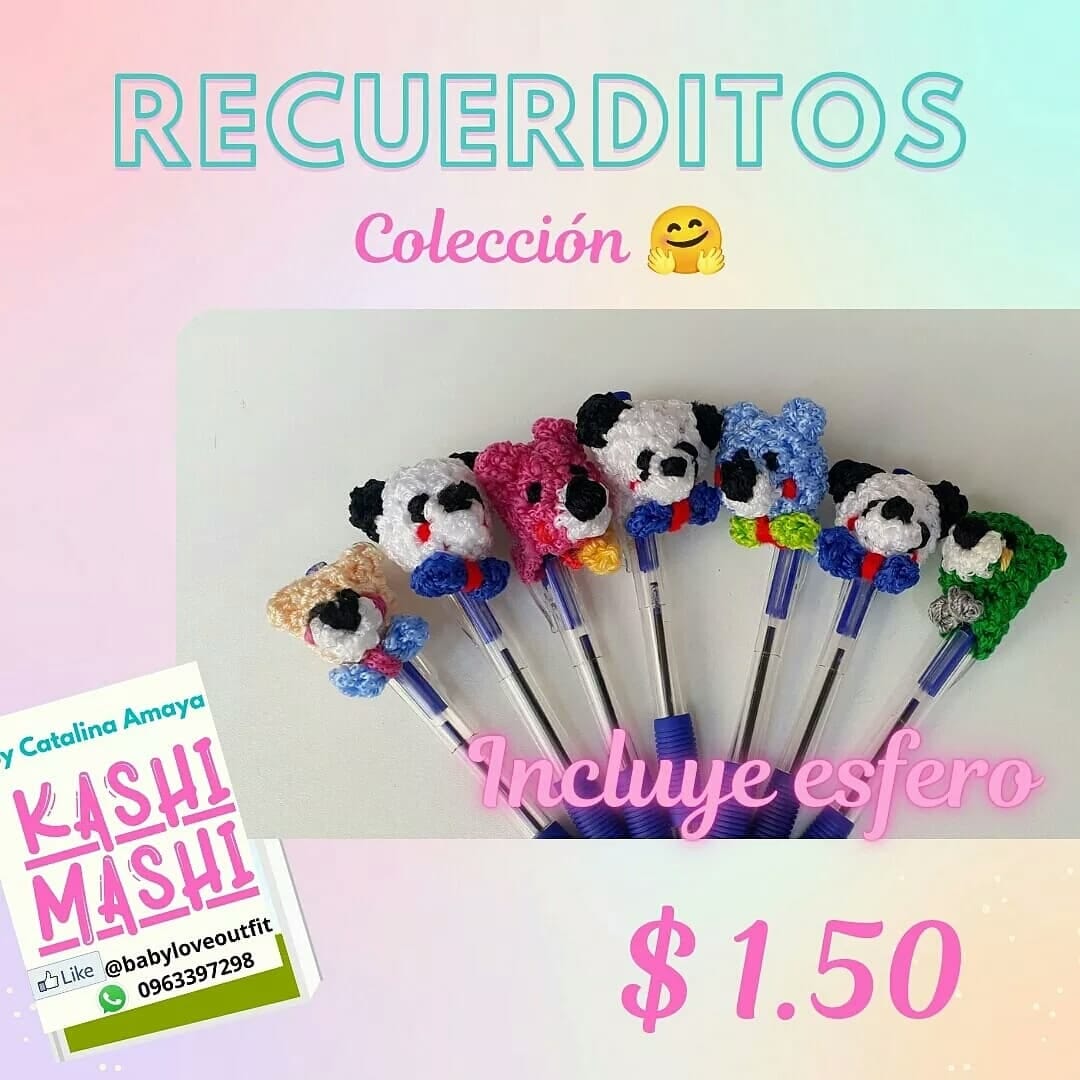 RECUERDITOS
Colección 🤗
Incluye esfero
$ 1.50
y Catalina Amaya
KASHI
MASHI
Like @babyloveoutfit
0963397298